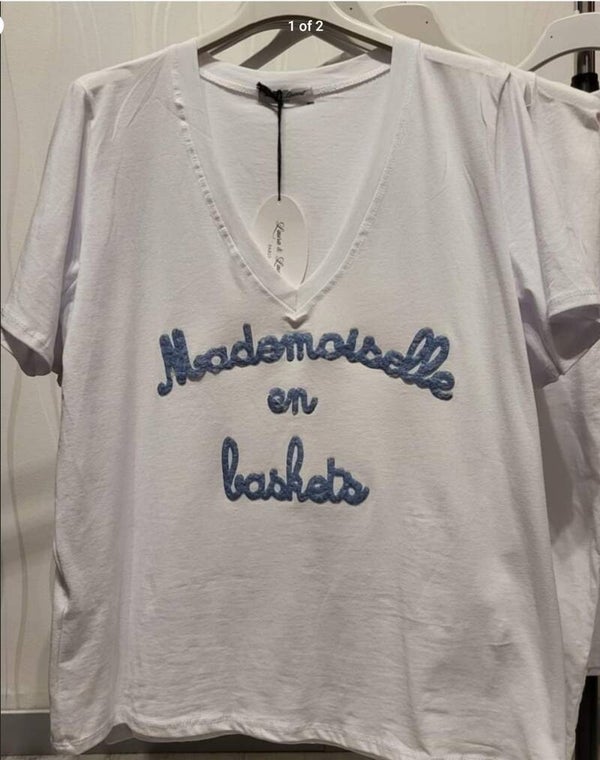 1 of 2
Mademoiselle
en
baskets